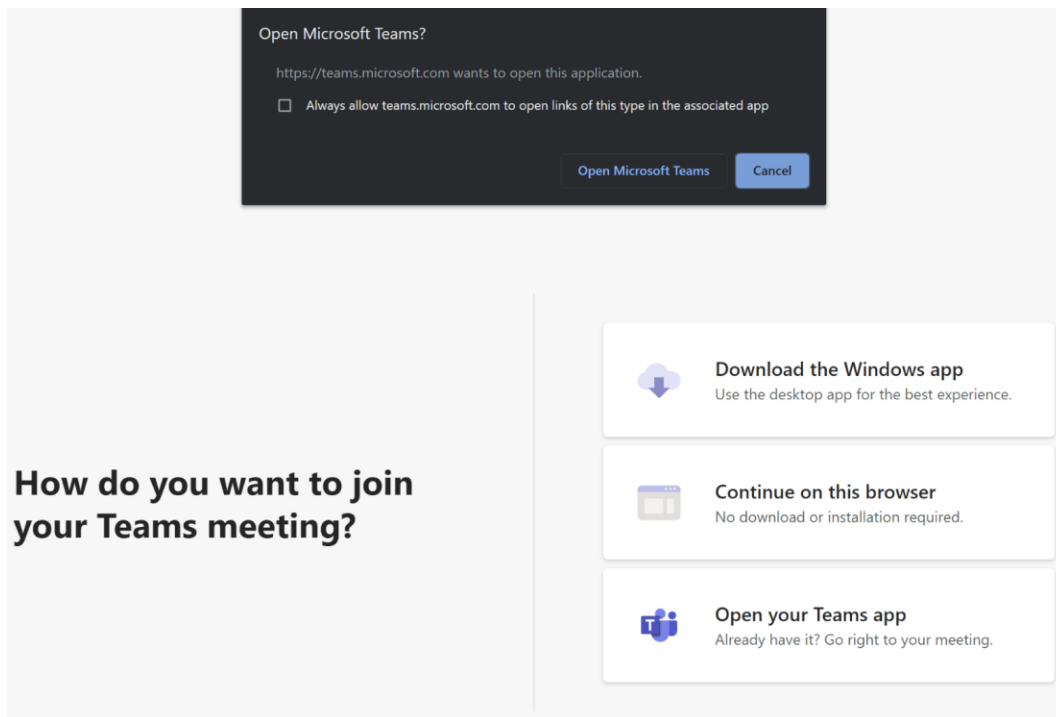 Open Microsoft Teams?
https://teams.microsoft.com wants to open this application.
Always allow teams.microsoft.com to open links of this type in the associated app
Open Microsoft Teams
Cancel
How do you want to join
your Teams meeting?
Download the Windows app
Use the desktop app for the best experience.
Continue on this browser
No download or installation required.
Open your Teams app
Already have it? Go right to your meeting.